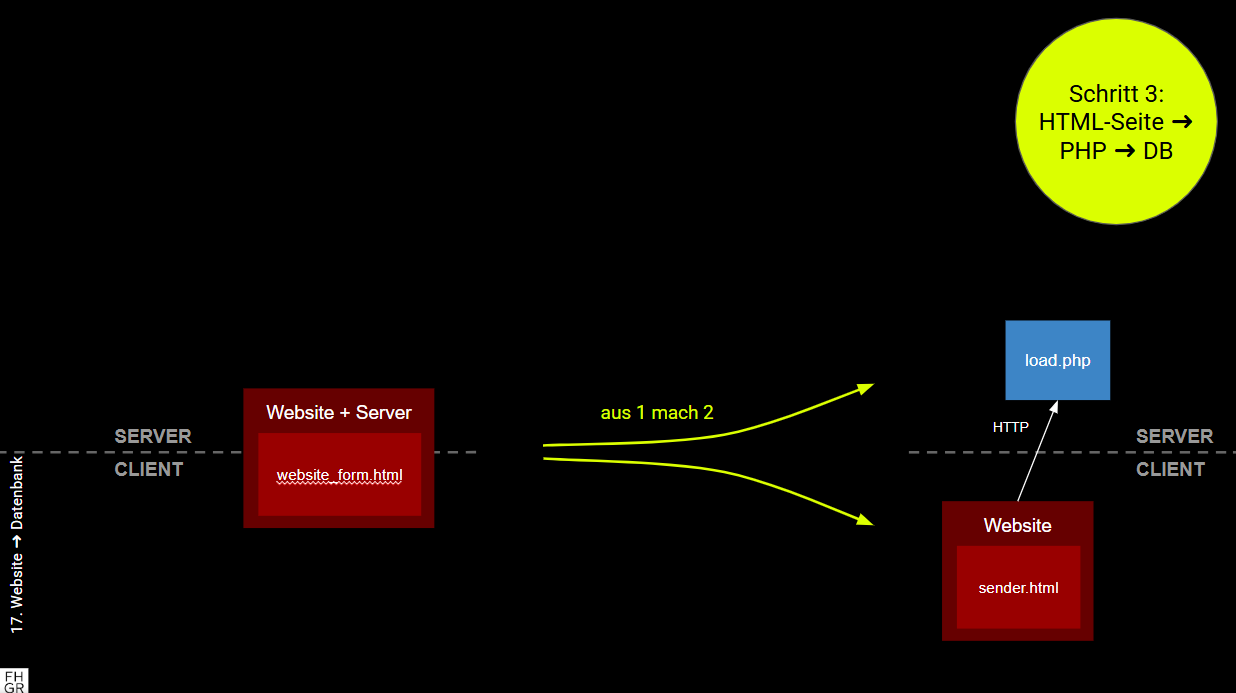 Schritt 3:
HTML-Seite ➜
PHP ➜ DB
load.php
Website + Server
aus 1 mach 2
HTTP
SERVER
CLIENT
website_form.html
SERVER
CLIENT
Website
sender.html
17. Website ➜ Datenbank
FH
GR